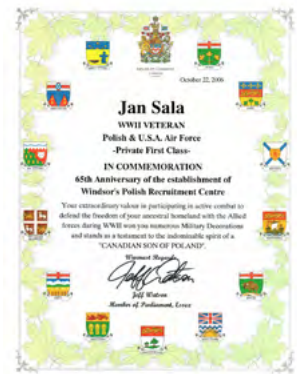 October 22, 2006
Jan Sala
WWII VETERAN
Polish & U.S.A. Air Force
-Private First Class-
IN COMMEMORATION
65th Anniversary of the establishment of
Windsor's Polish Recruitment Centre
Your extraordinary valour in participating in active combat to
defend the freedom of your ancestral homeland with the Allied
forces during WWII won you numerous Military Decorations
and stands as a testament to the indomitable spirit of a
"CANADIAN SON OF POLAND".
Warmest Regards,
Jeff Watson
Jeff Watson
Member of Parliament, Essex